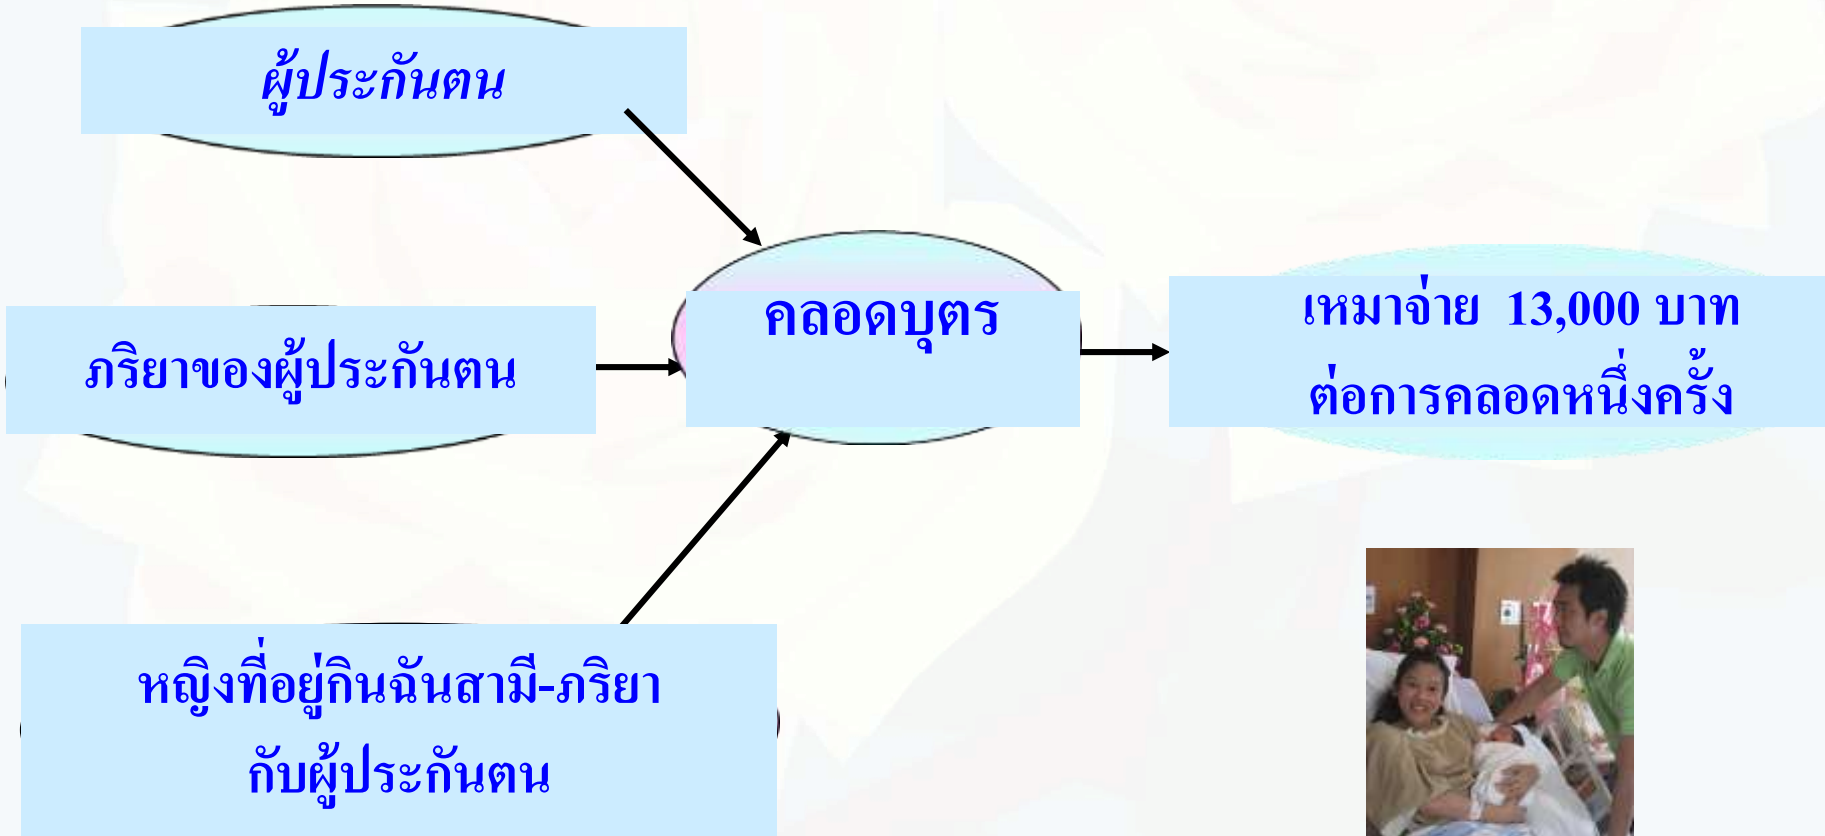 ผู้ประกันตน
ภริยาของผู้ประกันตน
หญิงที่อยู่กินฉันสามี-ภริยา
กับผู้ประกันตน
คลอดบุตร
เหมาจ่าย 13,000 บาท
ต่อการคลอดหนึ่งครั้ง